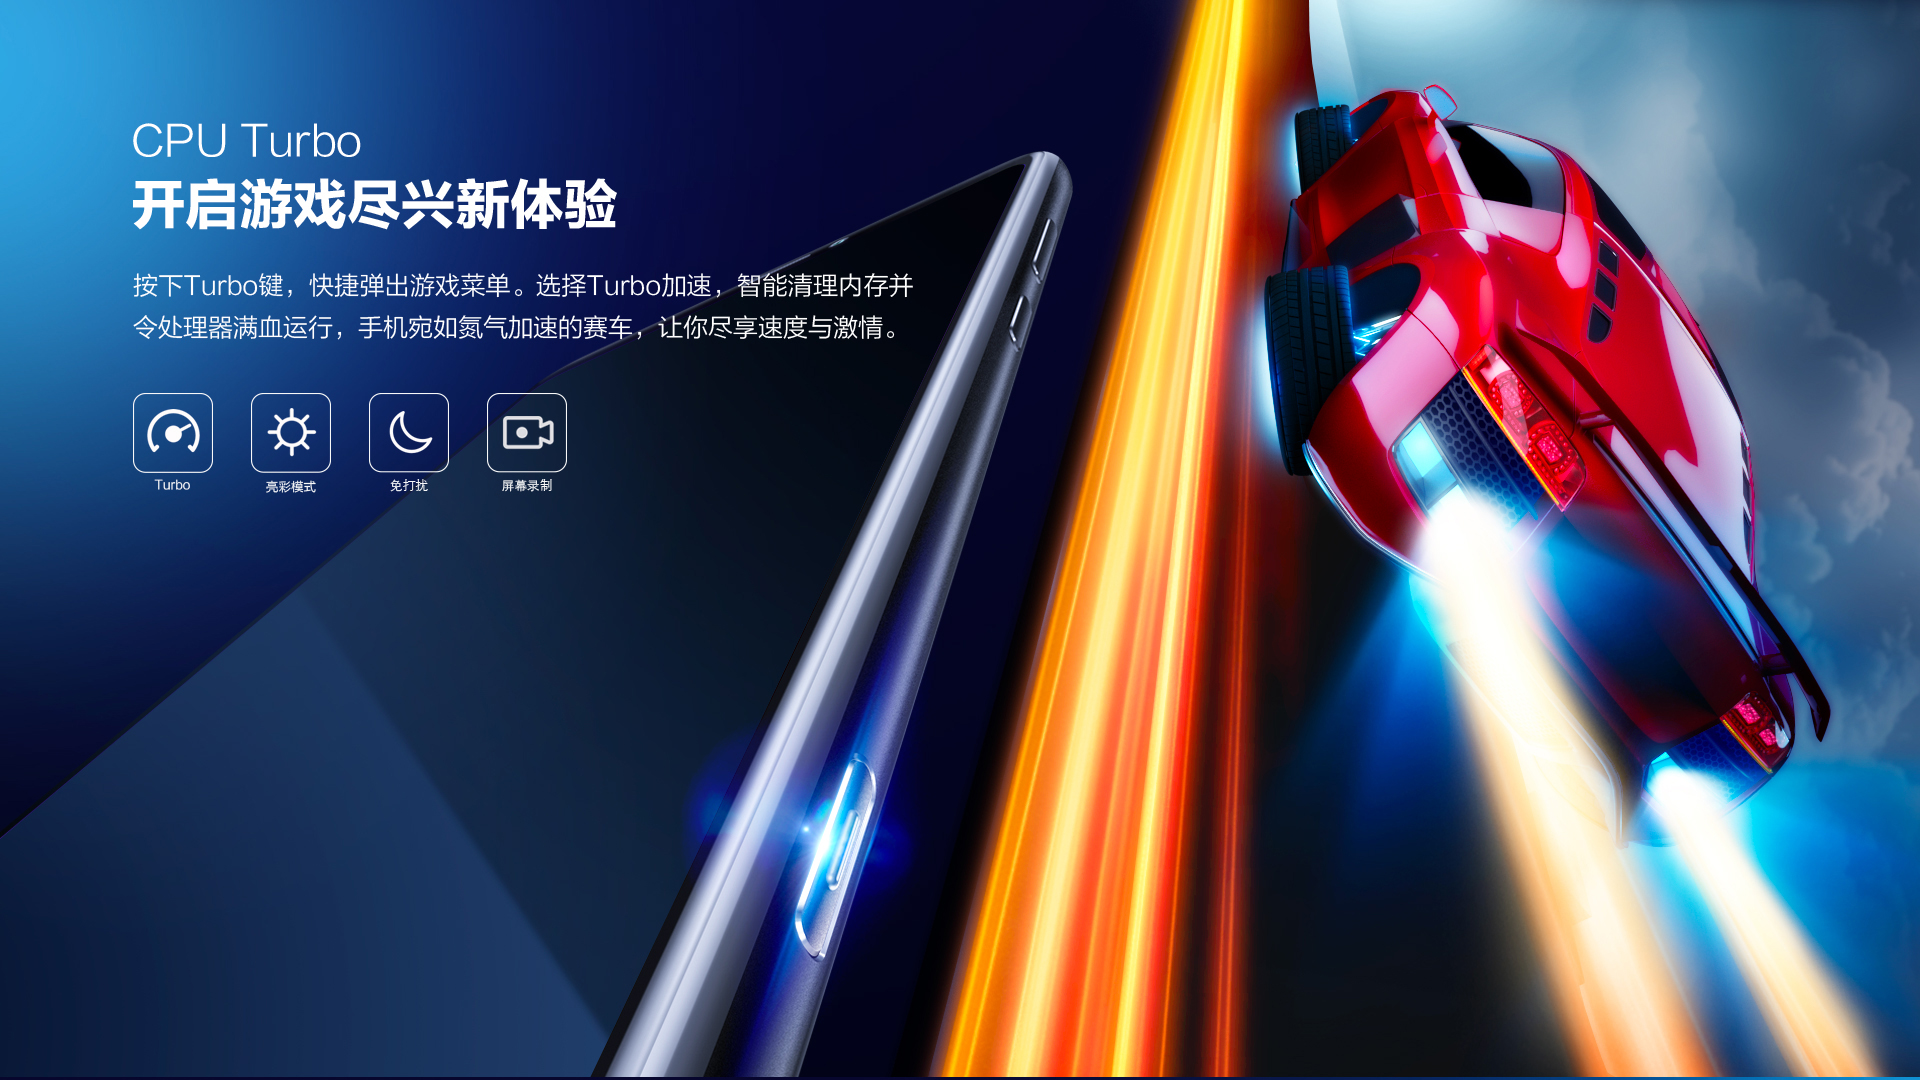 CPU Turbo
开启游戏尽兴新体验
按下Turbo键，快捷弹出游戏菜单。选择Turbo加速，智能清理内存并
令处理器满血运行，手机宛如氮气加速的赛车，让你尽享速度与激情。
Turbo
亮彩模式
免打扰
屏幕录制